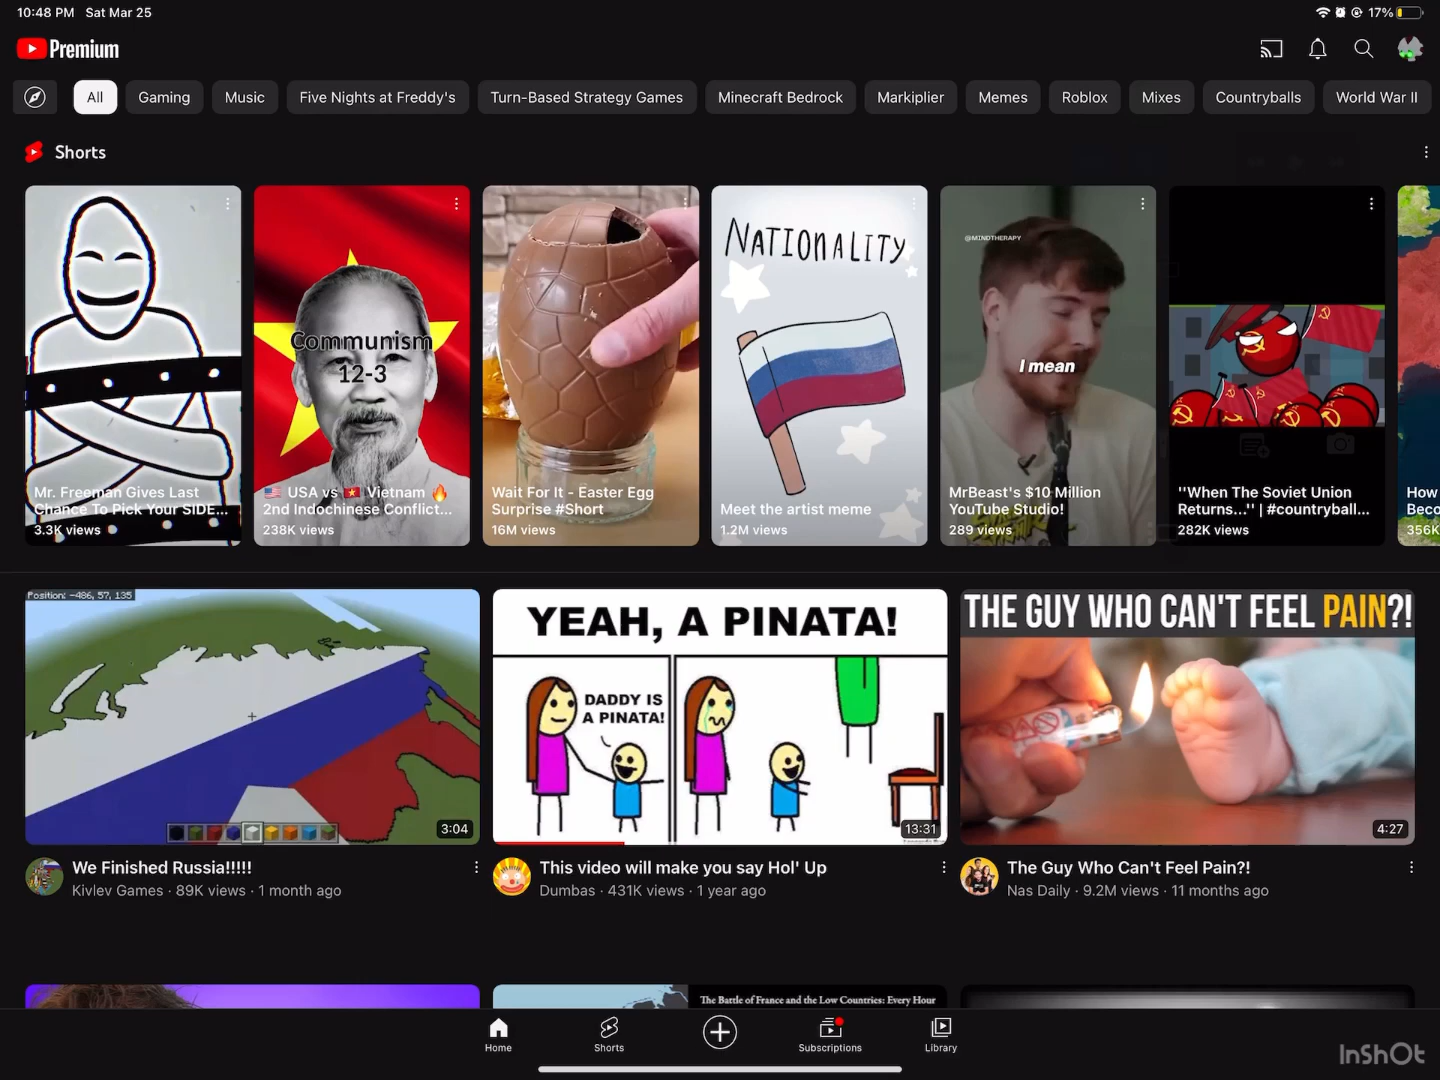 10:48 PM Sat Mar 25
17%
Premium
All
Gaming
Music
Five Nights at Freddy's
Turn-Based Strategy Games
Minecraft Bedrock
Markiplier
Memes
Roblox
Mixes
Countryballs
World War II
Shorts
Mr. Freeman Gives Last
Chance To Pick Your SIDE...
3.3K views
Communism
12-3
🇺🇸 USA vs 🇻🇳 Vietnam 🔥
2nd Indochinese Conflict...
238K views
Wait For It - Easter Egg
Surprise #Short
16M views
NATIONALITY
Meet the artist meme
1.2M views
@MINDTHERAPY
I mean
MrBeast's $10 Million
YouTube Studio!
289 views
''When The Soviet Union
Returns...'' | #countryball...
282K views
How
Beco
356K
Position: -486, 57, 135
3:04
We Finished Russia!!!!!
Kivlev Games · 89K views · 1 month ago
YEAH, A PINATA!
DADDY IS
A PINATA!
13:31
This video will make you say Hol' Up
Dumbas · 431K views · 1 year ago
THE GUY WHO CAN'T FEEL PAIN?!
4:27
The Guy Who Can't Feel Pain?!
Nas Daily · 9.2M views · 11 months ago
The Battle of France and the Low Countries: Every Hour
Home
Shorts
Subscriptions
Library
InShOt